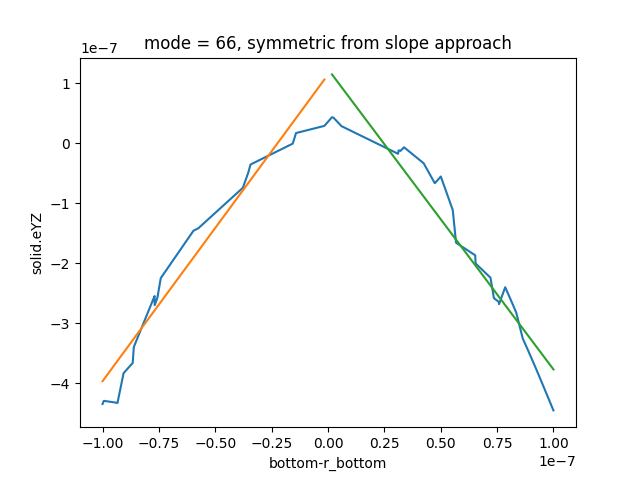 mode = 66, symmetric from slope approach
1e−7
1
0
−1
−2
−3
−4
solid.eYZ
−1.00 −0.75 −0.50 −0.25 0.00 0.25 0.50 0.75 1.00
bottom-r_bottom
1e−7